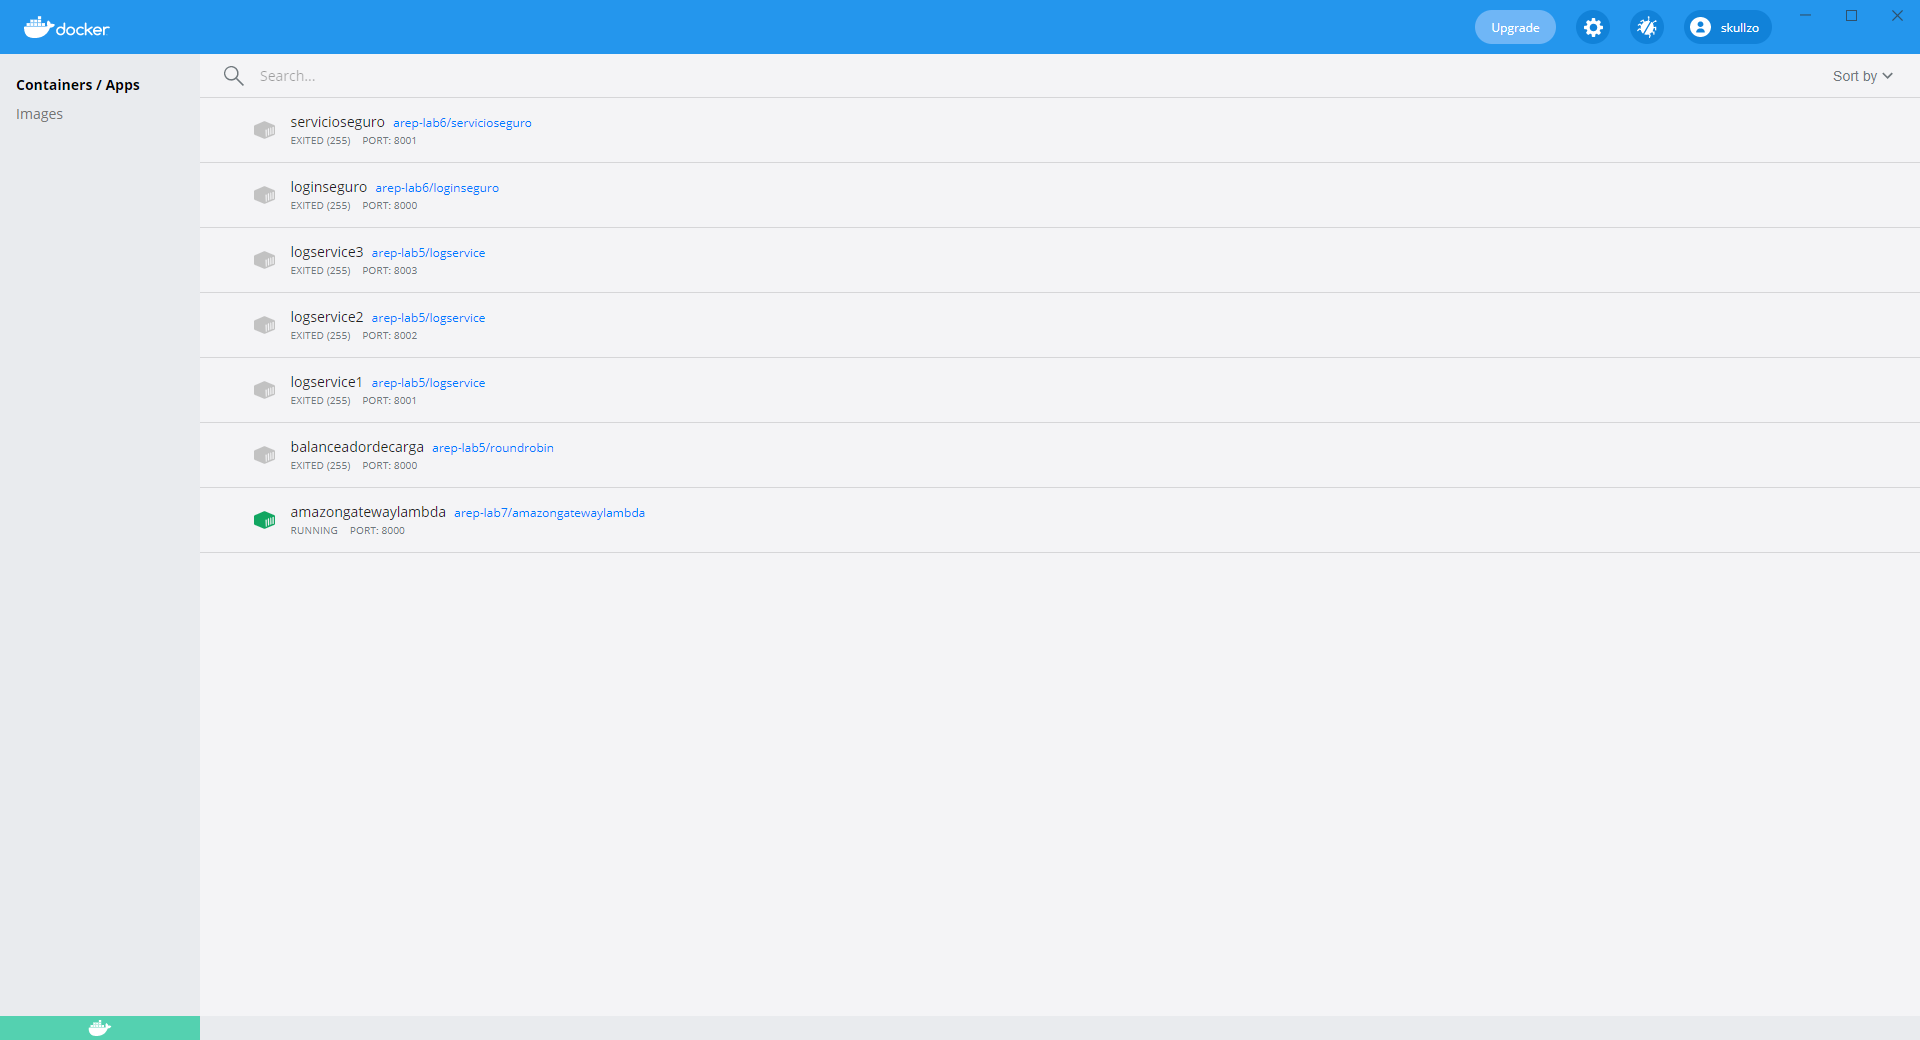 docker
Upgrade
skullzo
Containers / Apps
Images
Search...
Sort by
servicioseguro arep-lab6/servicioseguro
EXITED (255) PORT: 8001
loginseguro arep-lab6/loginseguro
EXITED (255) PORT: 8000
logservice3 arep-lab5/logservice
EXITED (255) PORT: 8003
logservice2 arep-lab5/logservice
EXITED (255) PORT: 8002
logservice1 arep-lab5/logservice
EXITED (255) PORT: 8001
balanceadordecarga arep-lab5/roundrobin
EXITED (255) PORT: 8000
amazongatewaylambda arep-lab7/amazongatewaylambda
RUNNING PORT: 8000